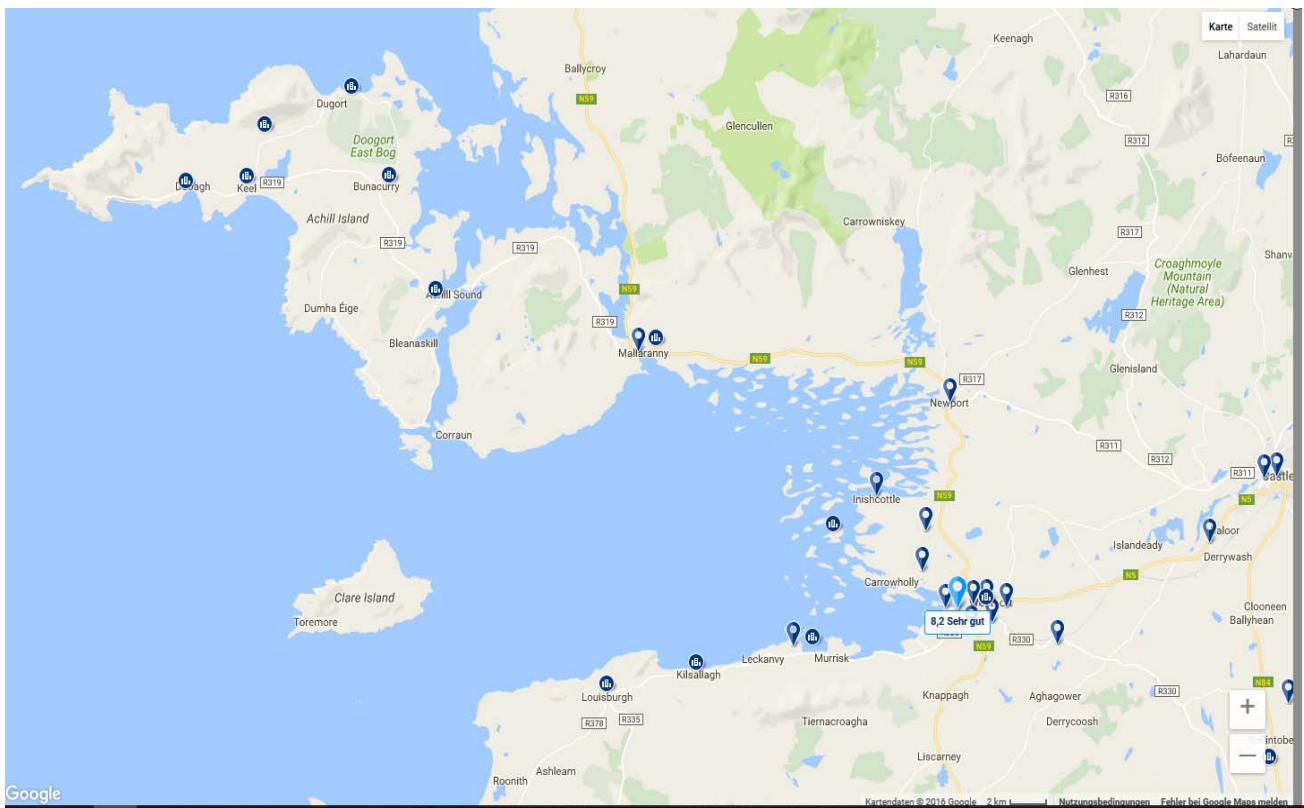 Karte
Satellit
Keenagh
Lahardaun
Ballycroy
N59
R316
Dugort
Glencullen
R312
Doogort
East Bog
Bofeenaun
Keel
R319
Bunacurry
Achill Island
Carrowniskey
R317
R319
R319
Glenhest
Croaghmoyle
Mountain
(Natural
Heritage Area)
N59
Sound
Dumha Éige
R312
R319
Bleanaskill
Mallaranny
N59
N59
Glenisland
R317
Newport
Corraun
R311
R312
R311
Inishcottle
N59
N5
Islandeady
Derrywash
N5
Carrowholly
Clare Island
Toremore
Clooneen
Ballyhean
8,2 Sehr gut
R330
N59
Leckanvy
Murrisk
Kilsallagh
Louisburgh
Knappagh
Aghagower
R330
N84
R378
R335
Tiernacroagha
Derrycoosh
Liscarney
Ashleam
Roonith
Google
Kartendaten © 2016 Google
2 km
Nutzungsbedingungen
Fehler bei Google Maps melden